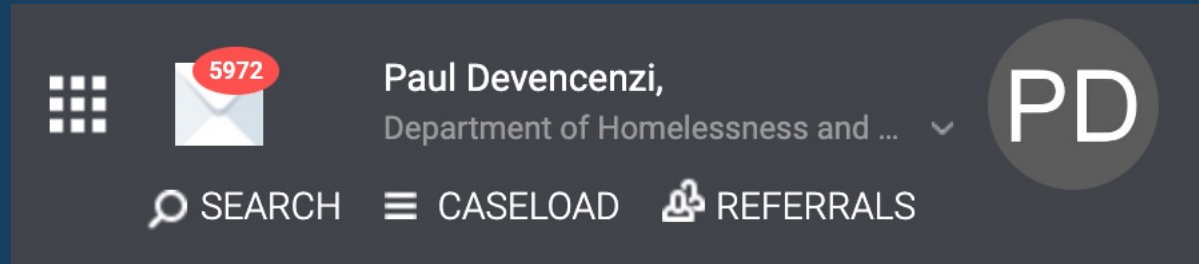 5972
Paul Devencenzi,
Department of Homelessness and ...
PD
SEARCH
CASELOAD
REFERRALS